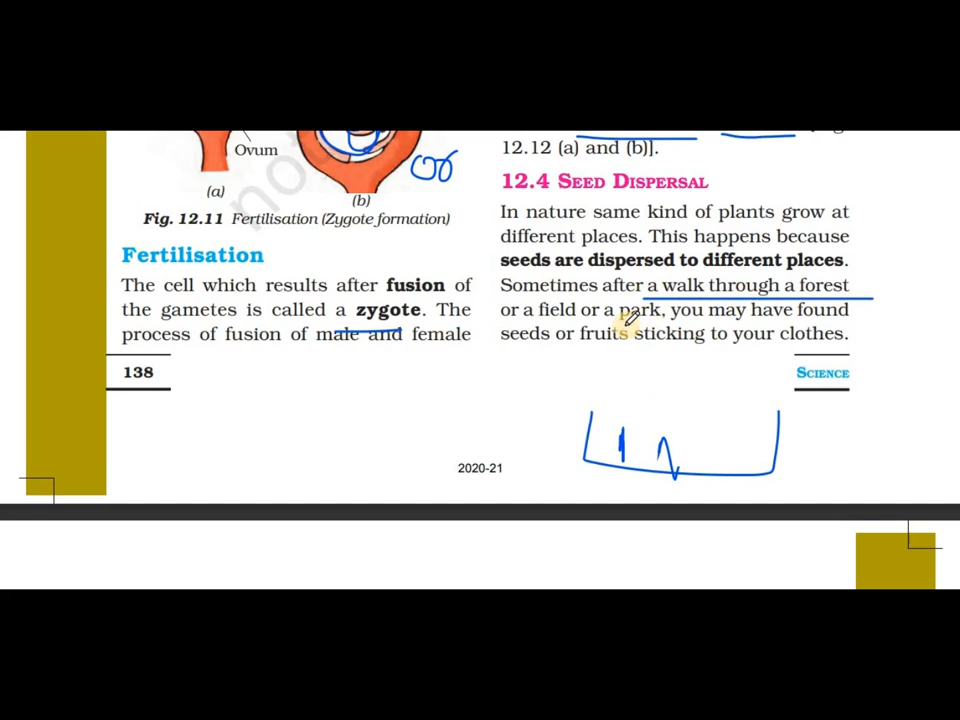 Ovum
(a)
(b)
Fig. 12.11 Fertilisation (Zygote formation)
Fertilisation
The cell which results after fusion of
the gametes is called a zygote. The
process of fusion of male and female
138
12.12 (a) and (b)].
12.4 SEED DISPERSAL
In nature same kind of plants grow at
different places. This happens because
seeds are dispersed to different places.
Sometimes after a walk through a forest
or a field or a park, you may have found
seeds or fruits sticking to your clothes.
SCIENCE
2020-21